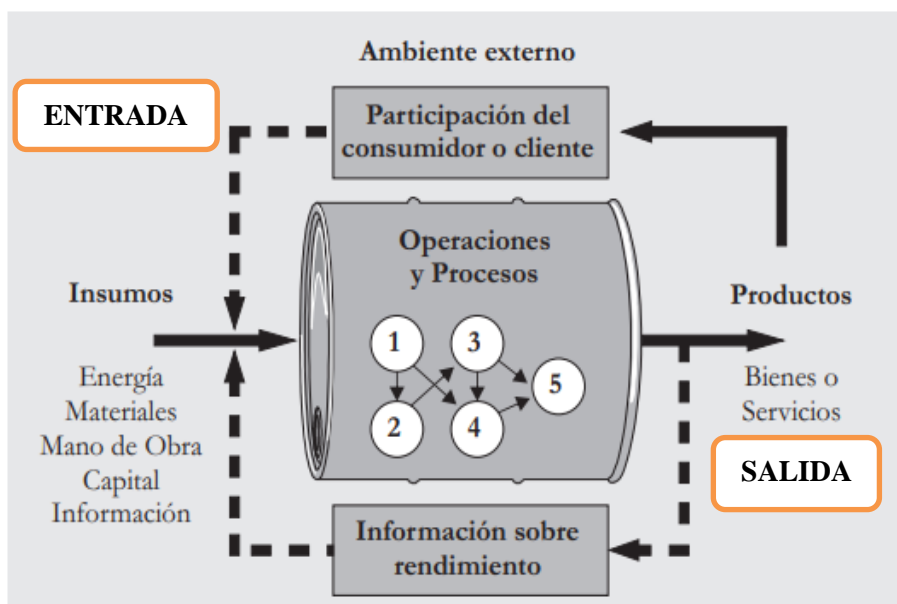 Ambiente externo
ENTRADA
Participación del
consumidor o cliente
Operaciones
y Procesos
Insumos
Productos
1
3
5
2
4
Energía
Materiales
Mano de Obra
Capital
Información
Bienes o
Servicios
SALIDA
Información sobre
rendimiento